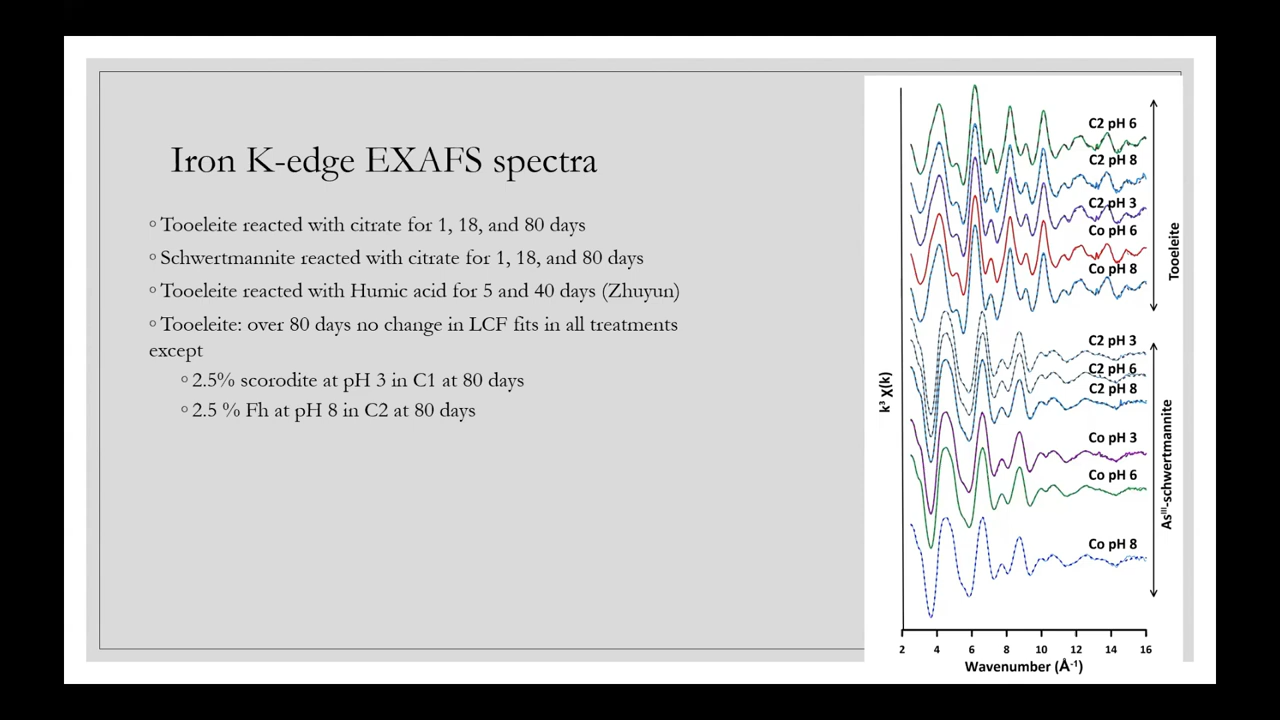 Iron K-edge EXAFS spectra
◦Tooeleite reacted with citrate for 1, 18, and 80 days
◦Schwertmannite reacted with citrate for 1, 18, and 80 days
◦Tooeleite reacted with Humic acid for 5 and 40 days (Zhuyun)
◦Tooeleite: over 80 days no change in LCF fits in all treatments
except
◦2.5% scorodite at pH 3 in C1 at 80 days
◦2.5 % Fh at pH 8 in C2 at 80 days
C2 pH 6
C2 pH 8
C2 pH 3
Co pH 6
Co pH 8
Tooeleite
C2 pH 3
C2 pH 6
C2 pH 8
Co pH 3
Co pH 6
Co pH 8
Asᴵᴵᴵ-schwertmannite
k³ χ(k)
2 4 6 8 10 12 14 16
Wavenumber (Å⁻¹)